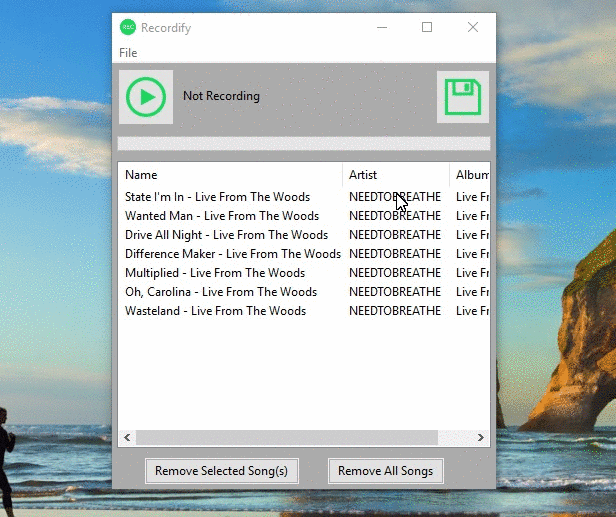 REC Recordify
File
Not Recording
Name Artist Album
State I'm In - Live From The Woods NEEDTOBREATHE Live Fr
Wanted Man - Live From The Woods NEEDTOBREATHE Live Fr
Drive All Night - Live From The Woods NEEDTOBREATHE Live Fr
Difference Maker - Live From The Woods NEEDTOBREATHE Live Fr
Multiplied - Live From The Woods NEEDTOBREATHE Live Fr
Oh, Carolina - Live From The Woods NEEDTOBREATHE Live Fr
Wasteland - Live From The Woods NEEDTOBREATHE Live Fr
Remove Selected Song(s) Remove All Songs